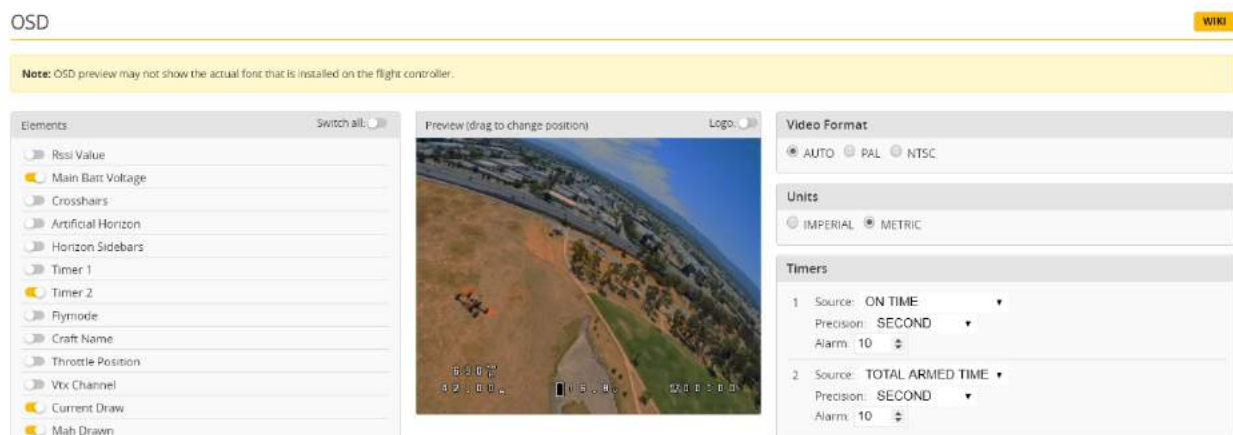 OSD
WIKI
Note: OSD preview may not show the actual font that is installed on the flight controller.
Elements
Switch all:
Rssi Value
Main Batt Voltage
Crosshairs
Artificial Horizon
Horizon Sidebars
Timer 1
Timer 2
Flymode
Craft Name
Throttle Position
Vtx Channel
Current Draw
Mah Drawn
Preview (drag to change position)
Logo:
Video Format
AUTO PAL NTSC
Units
IMPERIAL METRIC
Timers
1 Source: ON TIME
Precision: SECOND
Alarm: 10
2 Source: TOTAL ARMED TIME
Precision: SECOND
Alarm: 10